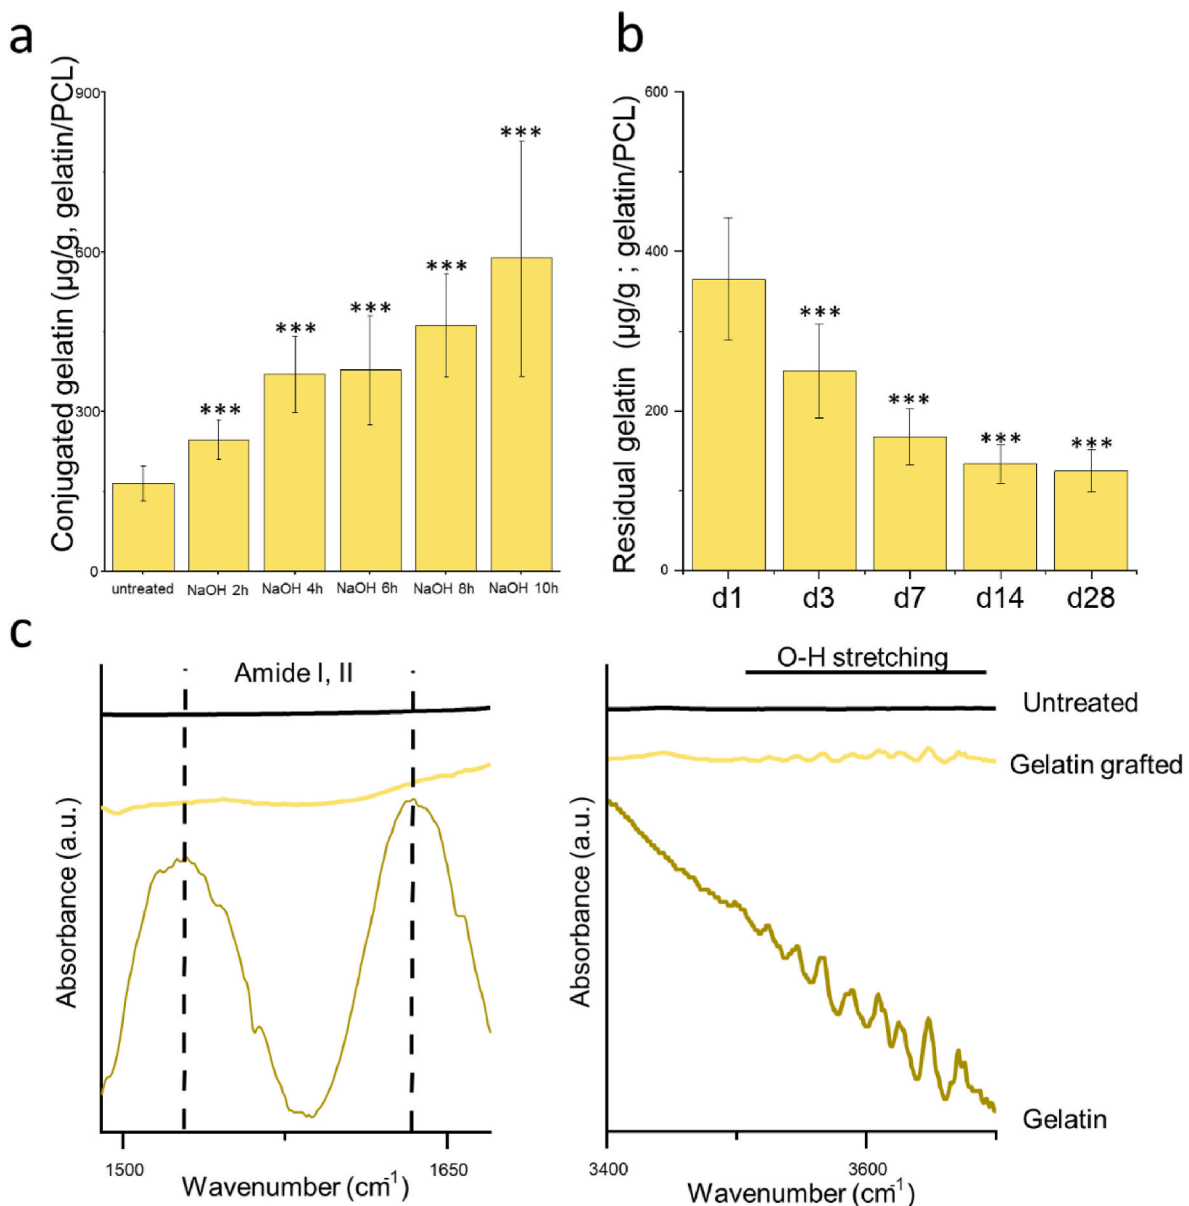 a
Conjugated gelatin (µg/g, gelatin/PCL)
900
600
300
0
***
***
***
***
***
untreated
NaOH 2h
NaOH 4h
NaOH 6h
NaOH 8h
NaOH 10h
b
Residual gelatin (µg/g ; gelatin/PCL)
600
400
200
0
***
***
***
***
d1
d3
d7
d14
d28
c
Amide I, II
Absorbance (a.u.)
1500
1650
Wavenumber (cm-1)
O-H stretching
Untreated
Gelatin grafted
Gelatin
Absorbance (a.u.)
3400
3600
Wavenumber (cm-1)